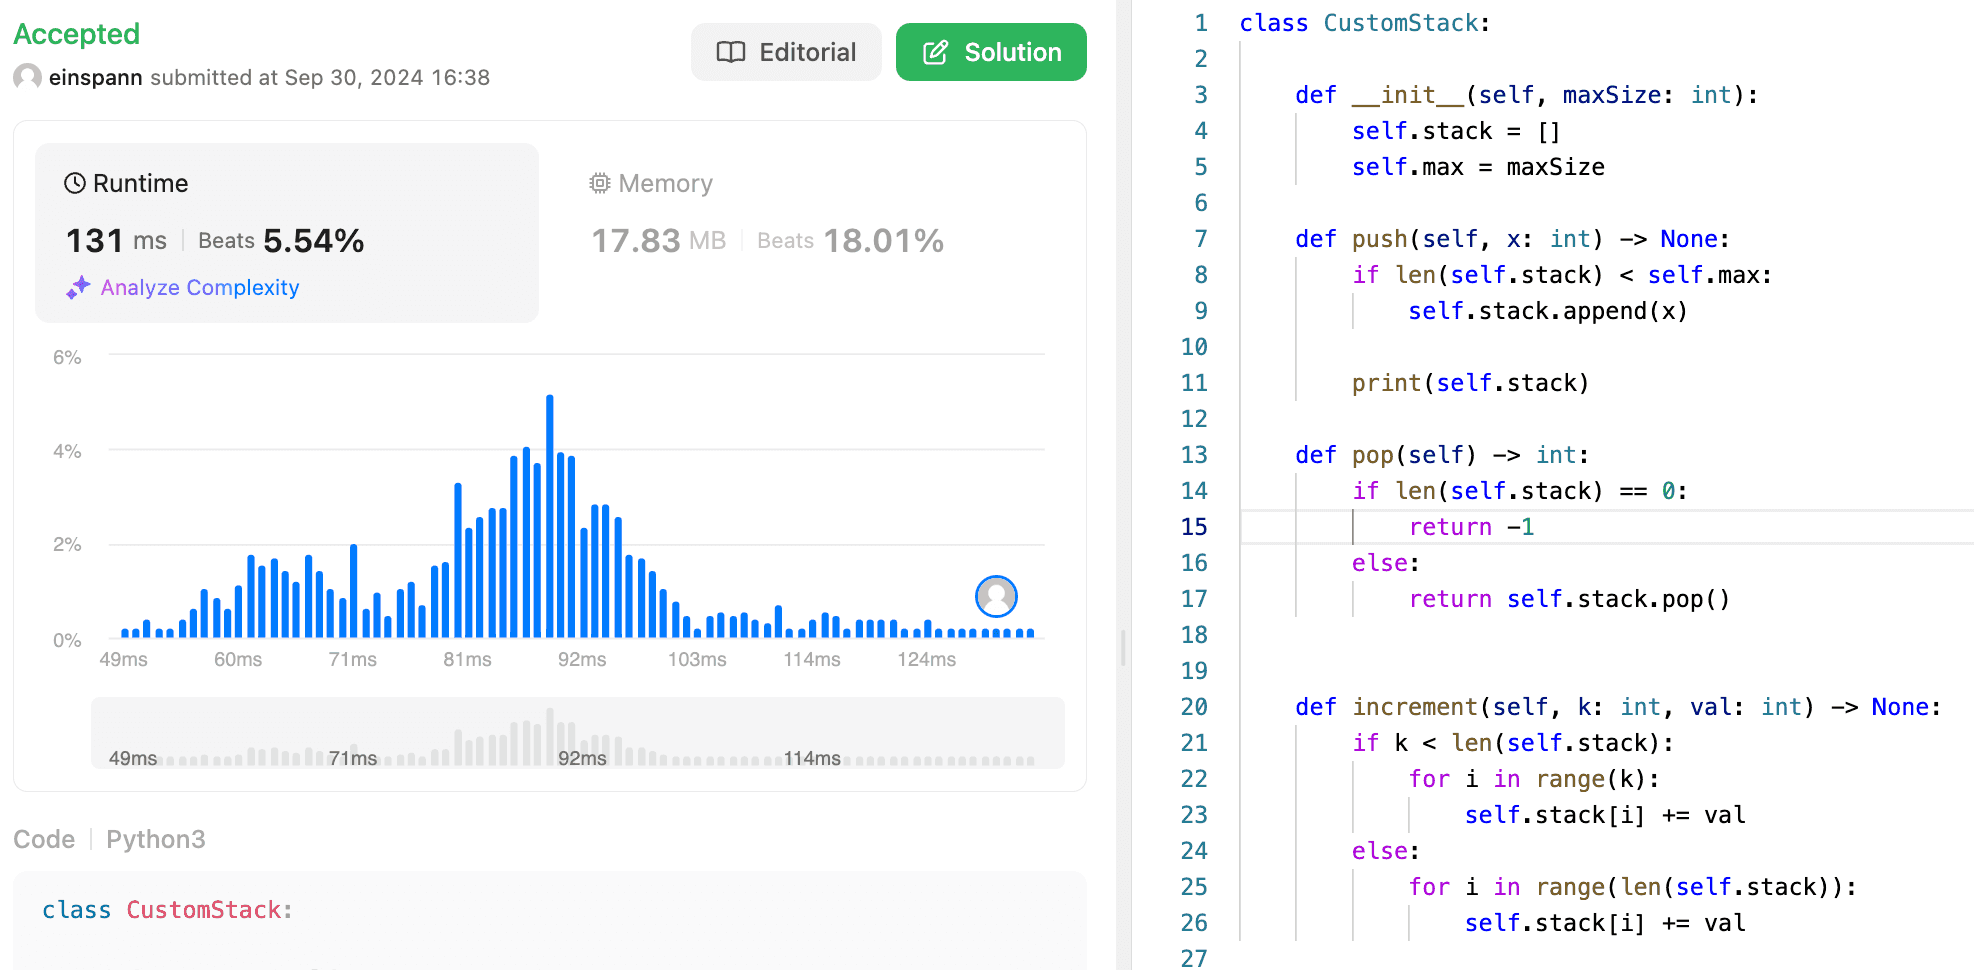 Accepted
einspann submitted at Sep 30, 2024 16:38
Editorial
Solution
Runtime
131 ms | Beats 5.54%
Analyze Complexity
Memory
17.83 MB | Beats 18.01%
6%
4%
2%
0%
49ms 60ms 71ms 81ms 92ms 103ms 114ms 124ms
49ms 71ms 92ms 114ms
Code | Python3
class CustomStack:
1 class CustomStack:
2
3     def __init__(self, maxSize: int):
4         self.stack = []
5         self.max = maxSize
6
7     def push(self, x: int) -> None:
8         if len(self.stack) < self.max:
9             self.stack.append(x)
10
11         print(self.stack)
12
13     def pop(self) -> int:
14         if len(self.stack) == 0:
15             return -1
16         else:
17             return self.stack.pop()
18
19
20     def increment(self, k: int, val: int) -> None:
21         if k < len(self.stack):
22             for i in range(k):
23                 self.stack[i] += val
24         else:
25             for i in range(len(self.stack)):
26                 self.stack[i] += val
27